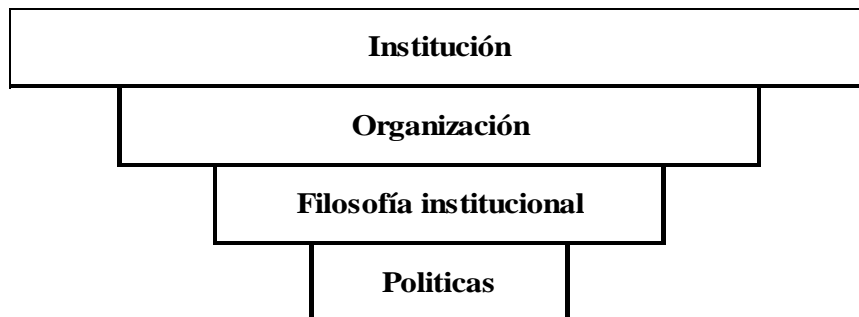 Institución
Organización
Filosofía institucional
Politicas